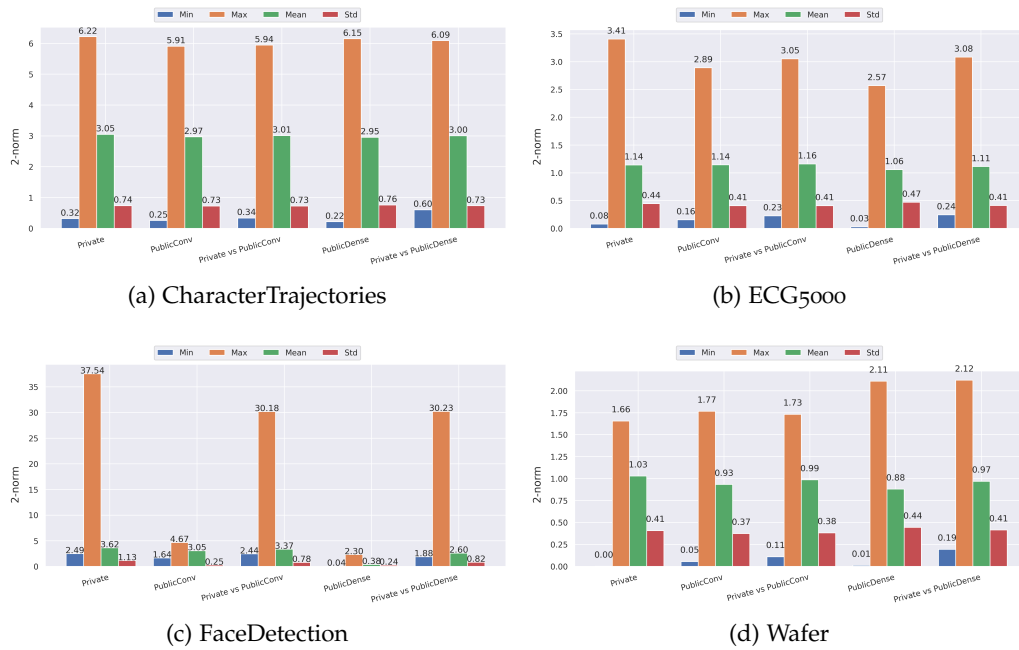 Min Max Mean Std
2-norm
6
5
4
3
2
1
0
0.32 6.22 3.05 0.74
0.25 5.91 2.97 0.73
0.34 5.94 3.01 0.73
0.22 6.15 2.95 0.76
0.60 6.09 3.00 0.73
Private PublicConv Private vs PublicConv PublicDense Private vs PublicDense
(a) CharacterTrajectories
Min Max Mean Std
2-norm
3.5
3.0
2.5
2.0
1.5
1.0
0.5
0.0
0.08 3.41 1.14 0.44
0.16 2.89 1.14 0.41
0.23 3.05 1.16 0.41
0.03 2.57 1.06 0.47
0.24 3.08 1.11 0.41
Private PublicConv Private vs PublicConv PublicDense Private vs PublicDense
(b) ECG5000
Min Max Mean Std
2-norm
35
30
25
20
15
10
5
0
2.49 37.54 3.62 1.13
1.64 4.67 3.05 0.25
2.44 30.18 3.37 0.78
0.04 2.30 0.38 0.24
1.88 30.23 2.60 0.82
Private PublicConv Private vs PublicConv PublicDense Private vs PublicDense
(c) FaceDetection
Min Max Mean Std
2-norm
2.00
1.75
1.50
1.25
1.00
0.75
0.50
0.25
0.00
0.00 1.66 1.03 0.41
0.05 1.77 0.93 0.37
0.11 1.73 0.99 0.38
0.01 2.11 0.88 0.44
0.19 2.12 0.97 0.41
Private PublicConv Private vs PublicConv PublicDense Private vs PublicDense
(d) Wafer